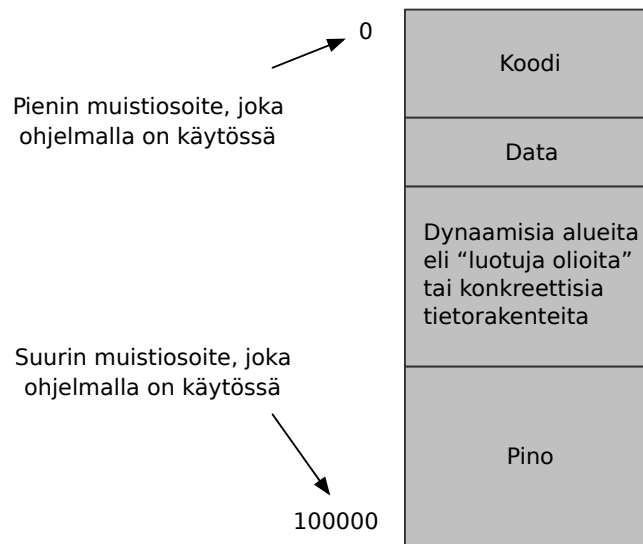 0
Koodi
Pienin muistiosoite, joka
ohjelmalla on käytössä
Data
Dynaamisia alueita
eli “luotuja olioita”
tai konkreettisia
tietorakenteita
Suurin muistiosoite, joka
ohjelmalla on käytössä
Pino
100000